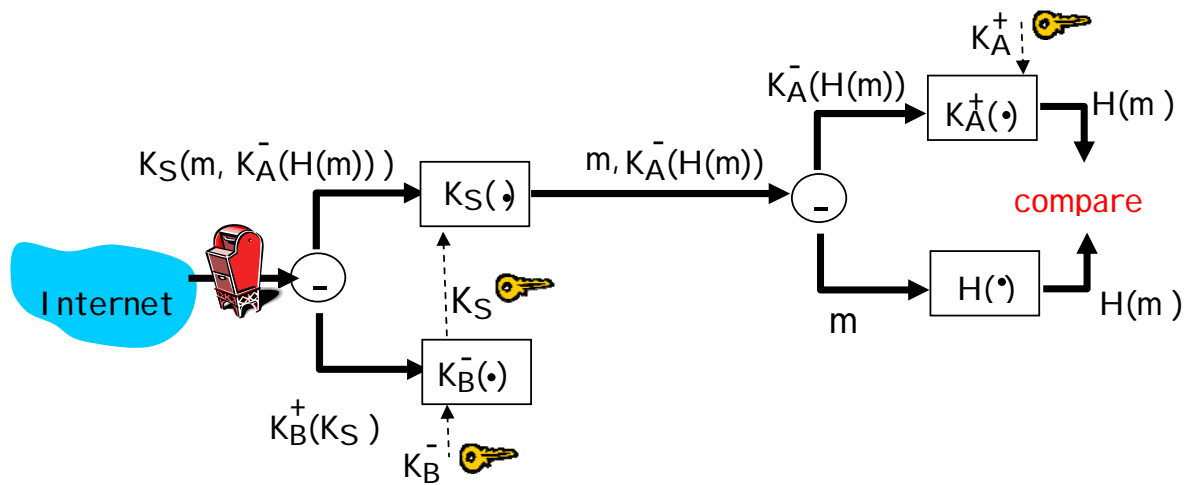 Internet
-
K_S(m, K_A^-(H(m)))
K_B^+(K_S)
K_S(•)
K_S
K_B^-(•)
K_B^-
m, K_A^-(H(m))
-
K_A^-(H(m))
m
K_A^+
K_A^+(•)
H(•)
H(m)
compare
H(m)